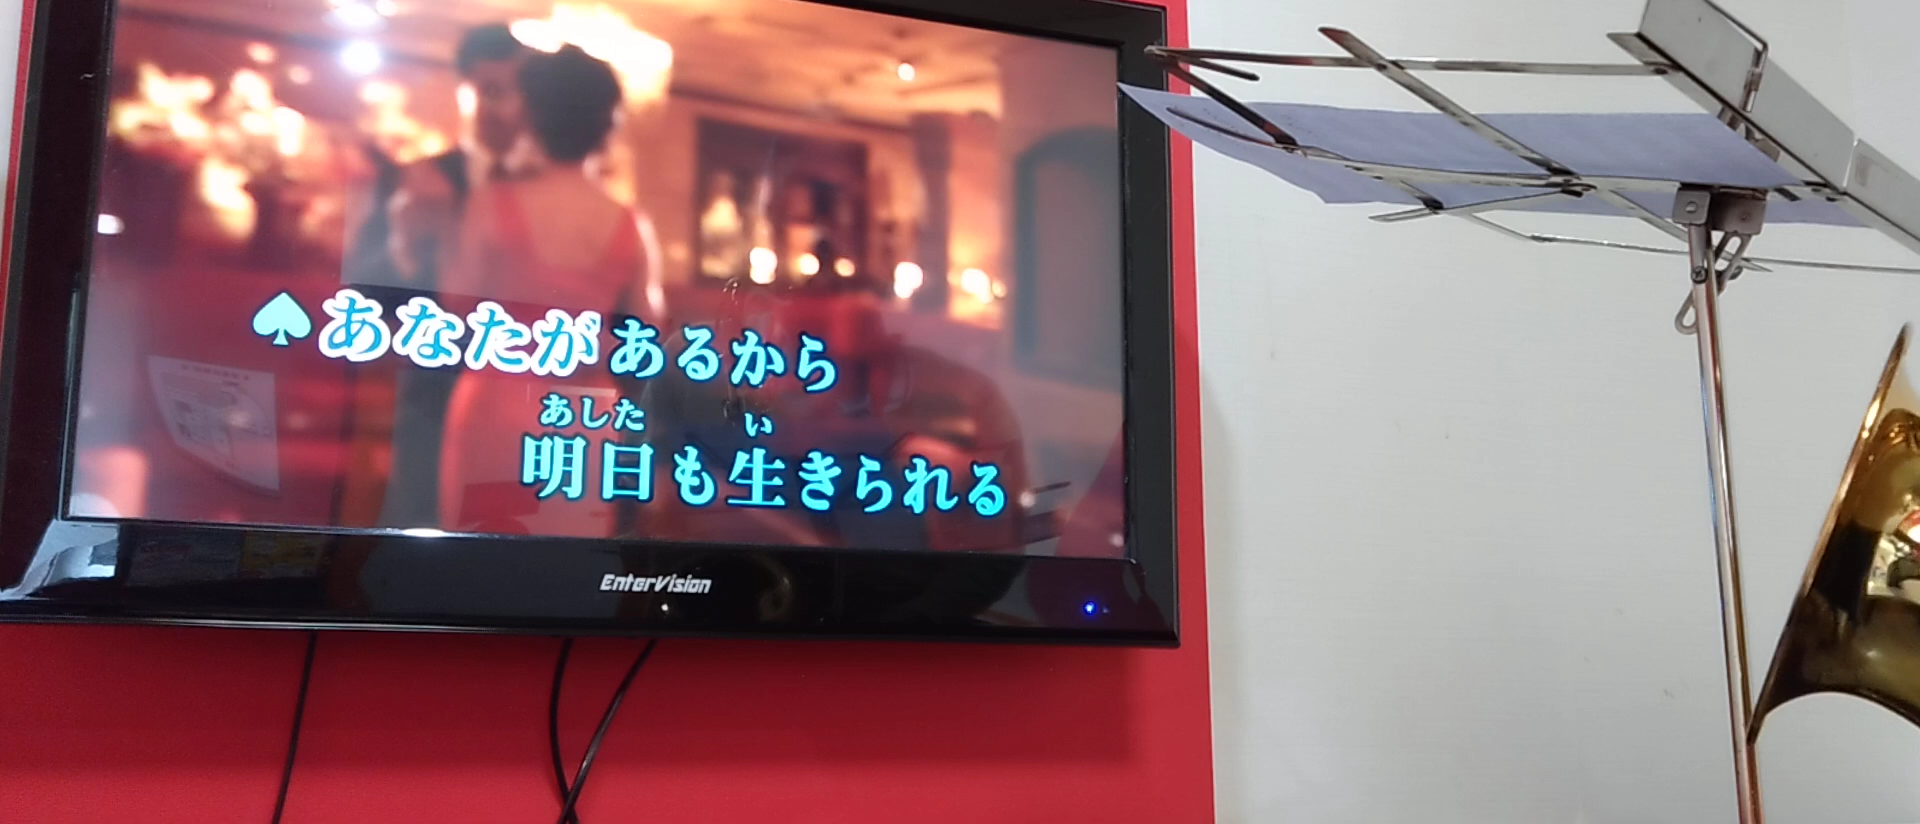 ♠あなたがあるから
あした い
明日も生きられる
EnterVision